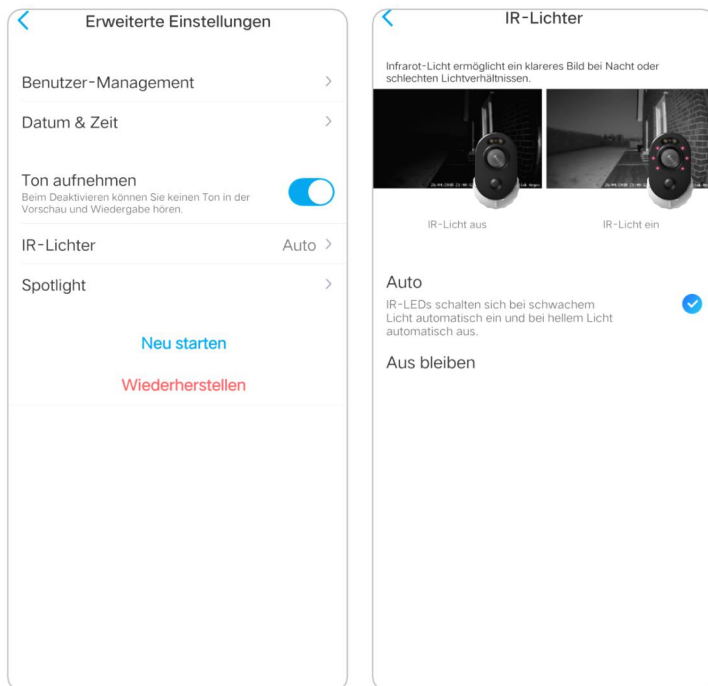 Erweiterte Einstellungen
Benutzer-Management
Datum & Zeit
Ton aufnehmen
Beim Deaktivieren können Sie keinen Ton in der
Vorschau und Wiedergabe hören.
IR-Lichter Auto
Spotlight
Neu starten
Wiederherstellen
IR-Lichter
Infrarot-Licht ermöglicht ein klareres Bild bei Nacht oder
schlechten Lichtverhältnissen.
IR-Licht aus IR-Licht ein
Auto
IR-LEDs schalten sich bei schwachem
Licht automatisch ein und bei hellem Licht
automatisch aus.
Aus bleiben